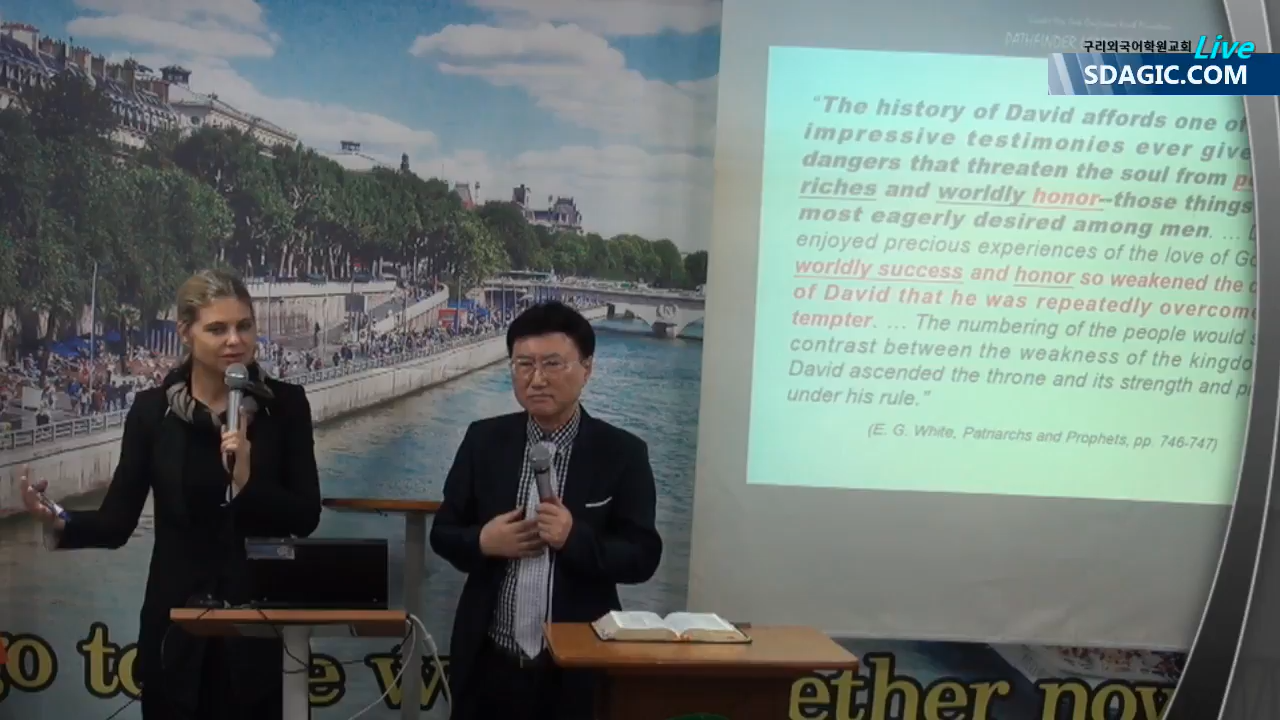 구리외국어학원교회 Live
SDAGIC.COM
"The history of David affords one of
impressive testimonies ever give
dangers that threaten the soul from
riches and worldly honor--those things
most eagerly desired among men. ...
enjoyed precious experiences of the love of
worldly success and honor so weakened the
of David that he was repeatedly overcome
tempter. ... The numbering of the people would
contrast between the weakness of the kingdo
David ascended the throne and its strength and
under his rule."
(E. G. White, Patriarchs and Prophets, pp. 746-747)